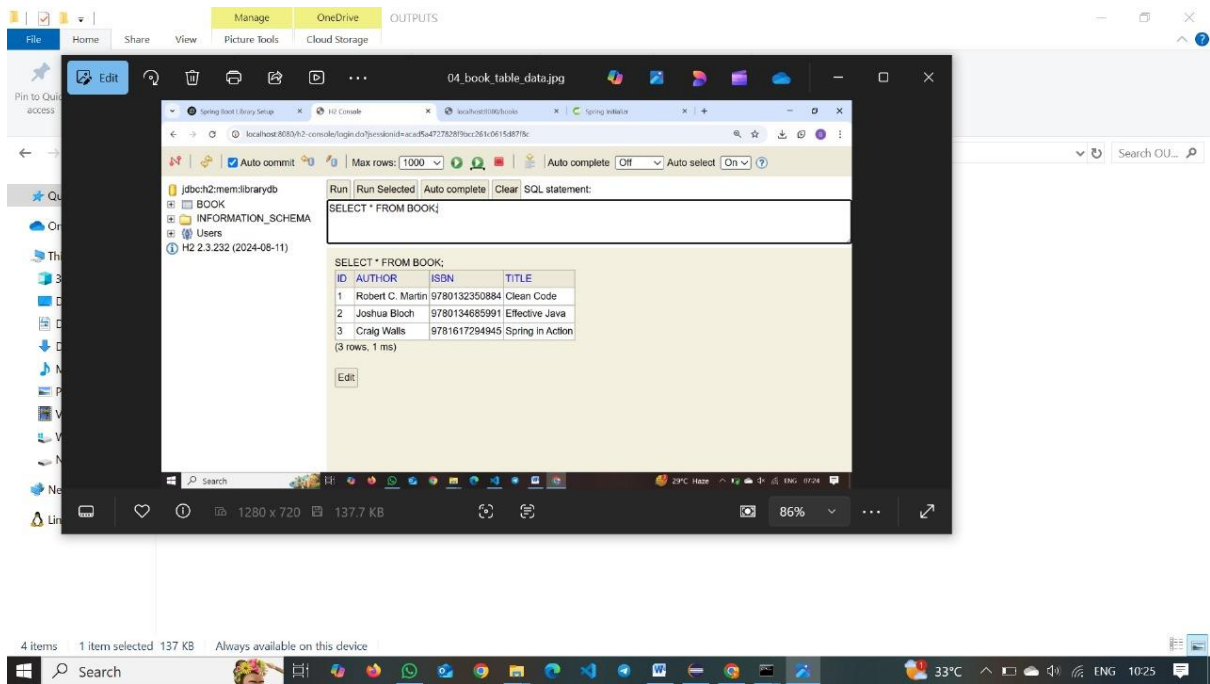 Manage OneDrive OUTPUTS
File Home Share View Picture Tools Cloud Storage
Edit 04_book_table_data.jpg
Pin to Quic
access
Spring Boot Library Setup H2 Console localhost:8080/books Spring Initializr
localhost:8080/h2-console/login.do?jsessionid=
Search OU...
Auto commit Max rows: 1000 Auto complete Off Auto select On
jdbc:h2:mem:librarydb
BOOK
INFORMATION_SCHEMA
Users
H2 2.3.232 (2024-08-11)
Run Run Selected Auto complete Clear SQL statement:
SELECT * FROM BOOK;
SELECT * FROM BOOK;
ID AUTHOR ISBN TITLE
1 Robert C. Martin 9780132350884 Clean Code
2 Joshua Bloch 9780134685991 Effective Java
3 Craig Walls 9781617294945 Spring in Action
(3 rows, 1 ms)
Edit
Qu
On
Thi
3
D
D
D
M
P
V
W
N
Ne
Lin
Search 29°C Haze ENG 07:24
1280 x 720 137.7 KB 86%
4 items 1 item selected 137 KB Always available on this device
Search 33°C ENG 10:25